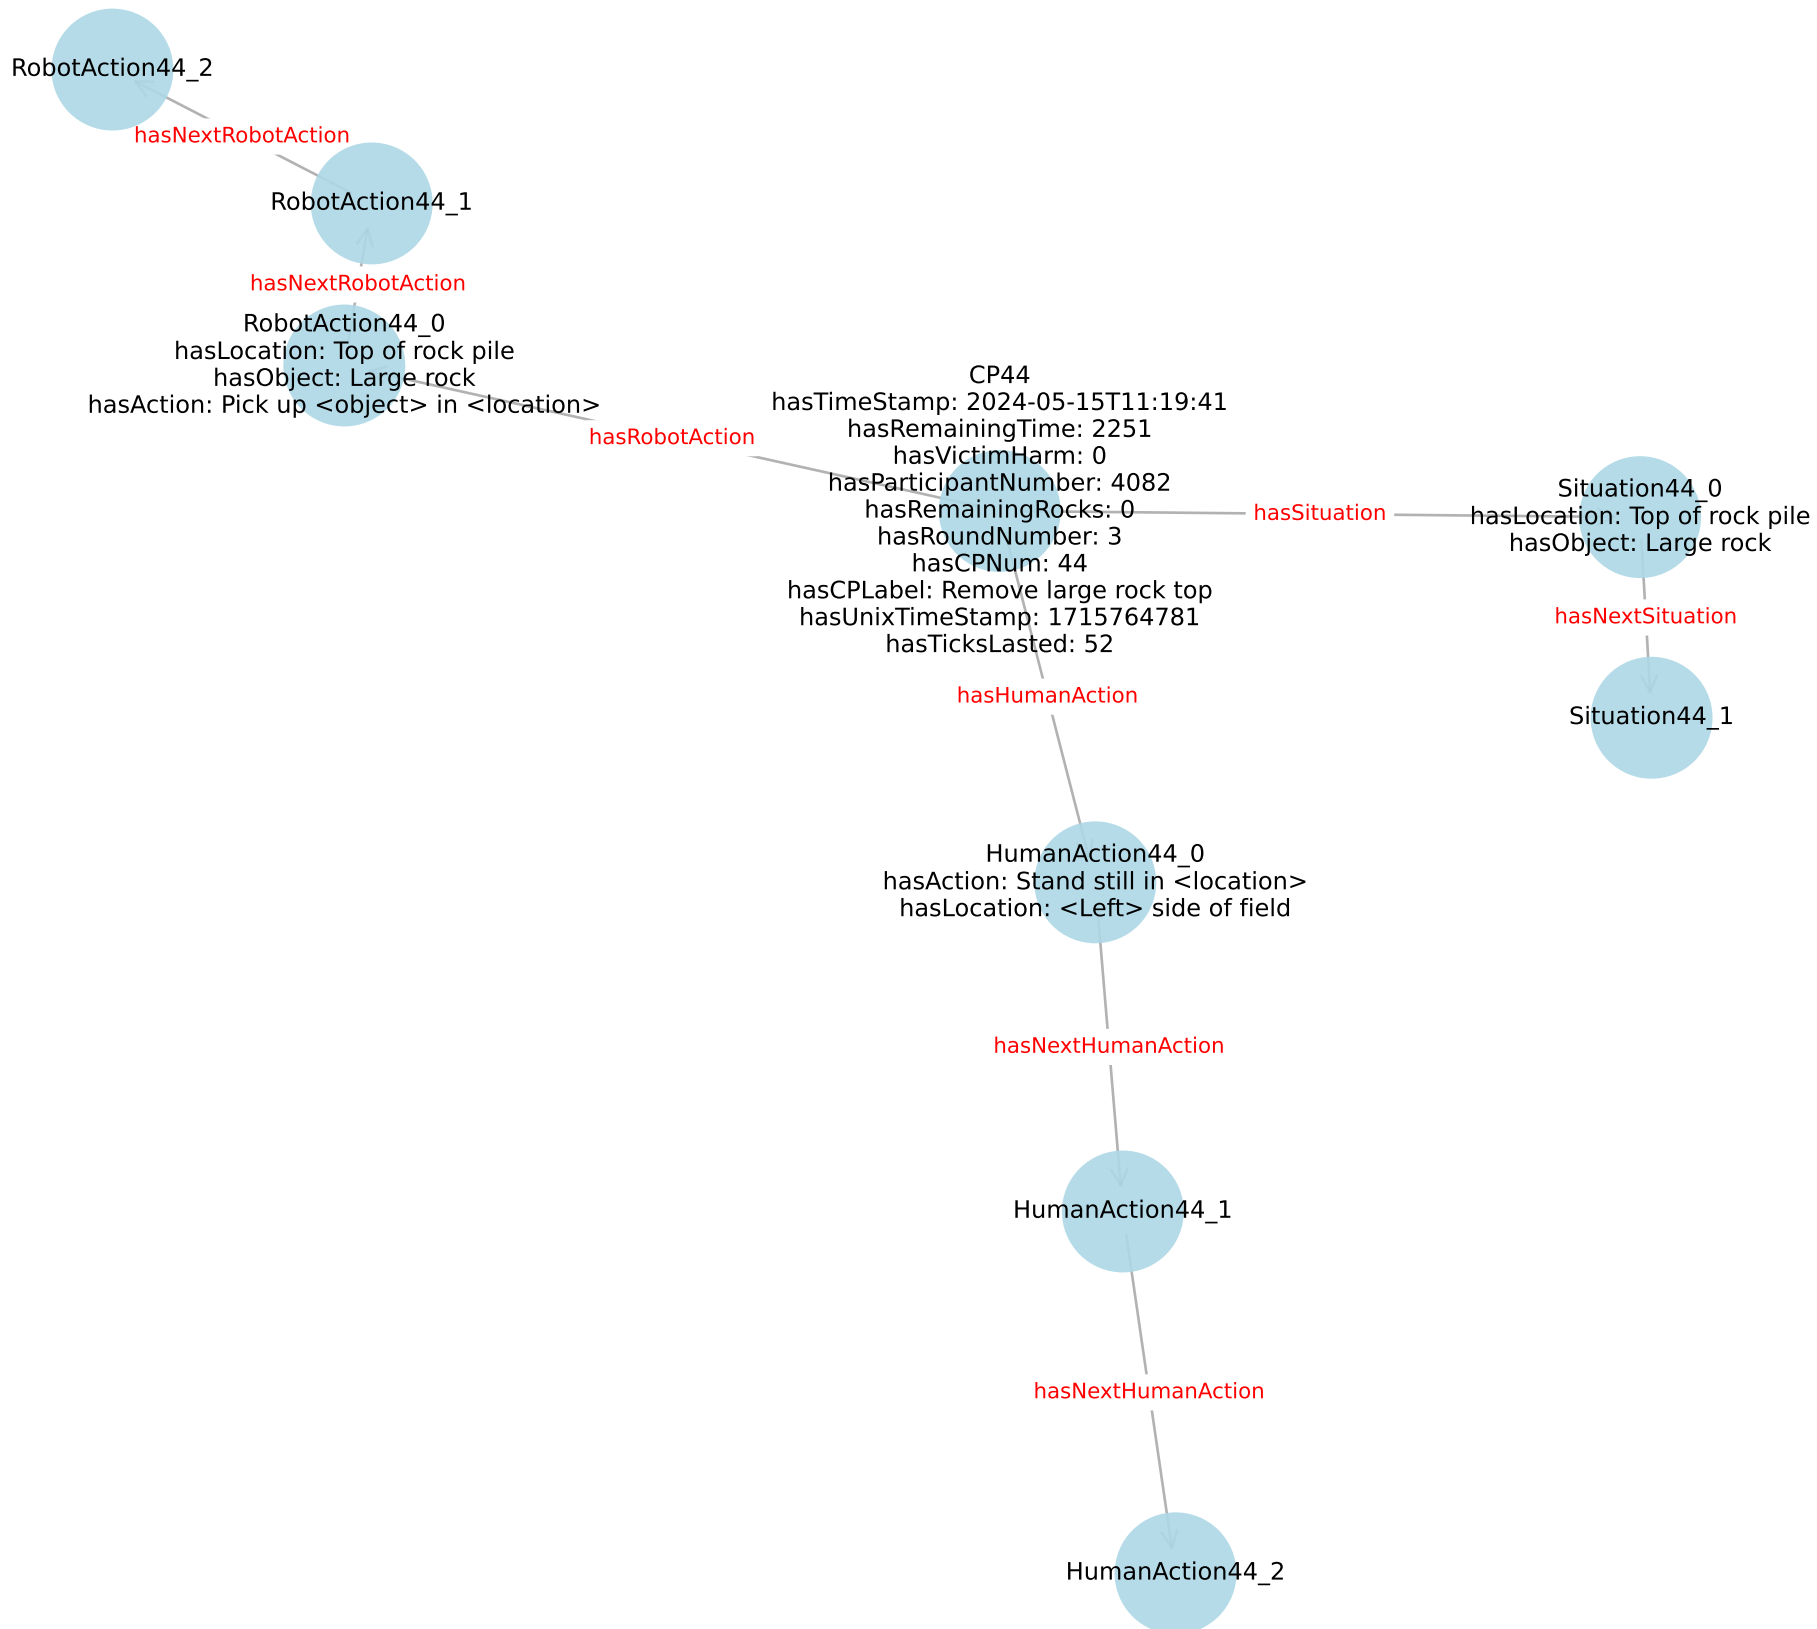 RobotAction44_2
hasNextRobotAction
RobotAction44_1
hasNextRobotAction
RobotAction44_0
hasLocation: Top of rock pile
hasObject: Large rock
hasAction: Pick up <object> in <location>
hasRobotAction
CP44
hasTimeStamp: 2024-05-15T11:19:41
hasRemainingTime: 2251
hasVictimHarm: 0
hasParticipantNumber: 4082
hasRemainingRocks: 0
hasRoundNumber: 3
hasCPNum: 44
hasCPLabel: Remove large rock top
hasUnixTimeStamp: 1715764781
hasTicksLasted: 52
hasSituation
Situation44_0
hasLocation: Top of rock pile
hasObject: Large rock
hasNextSituation
Situation44_1
hasHumanAction
HumanAction44_0
hasAction: Stand still in <location>
hasLocation: <Left> side of field
hasNextHumanAction
HumanAction44_1
hasNextHumanAction
HumanAction44_2